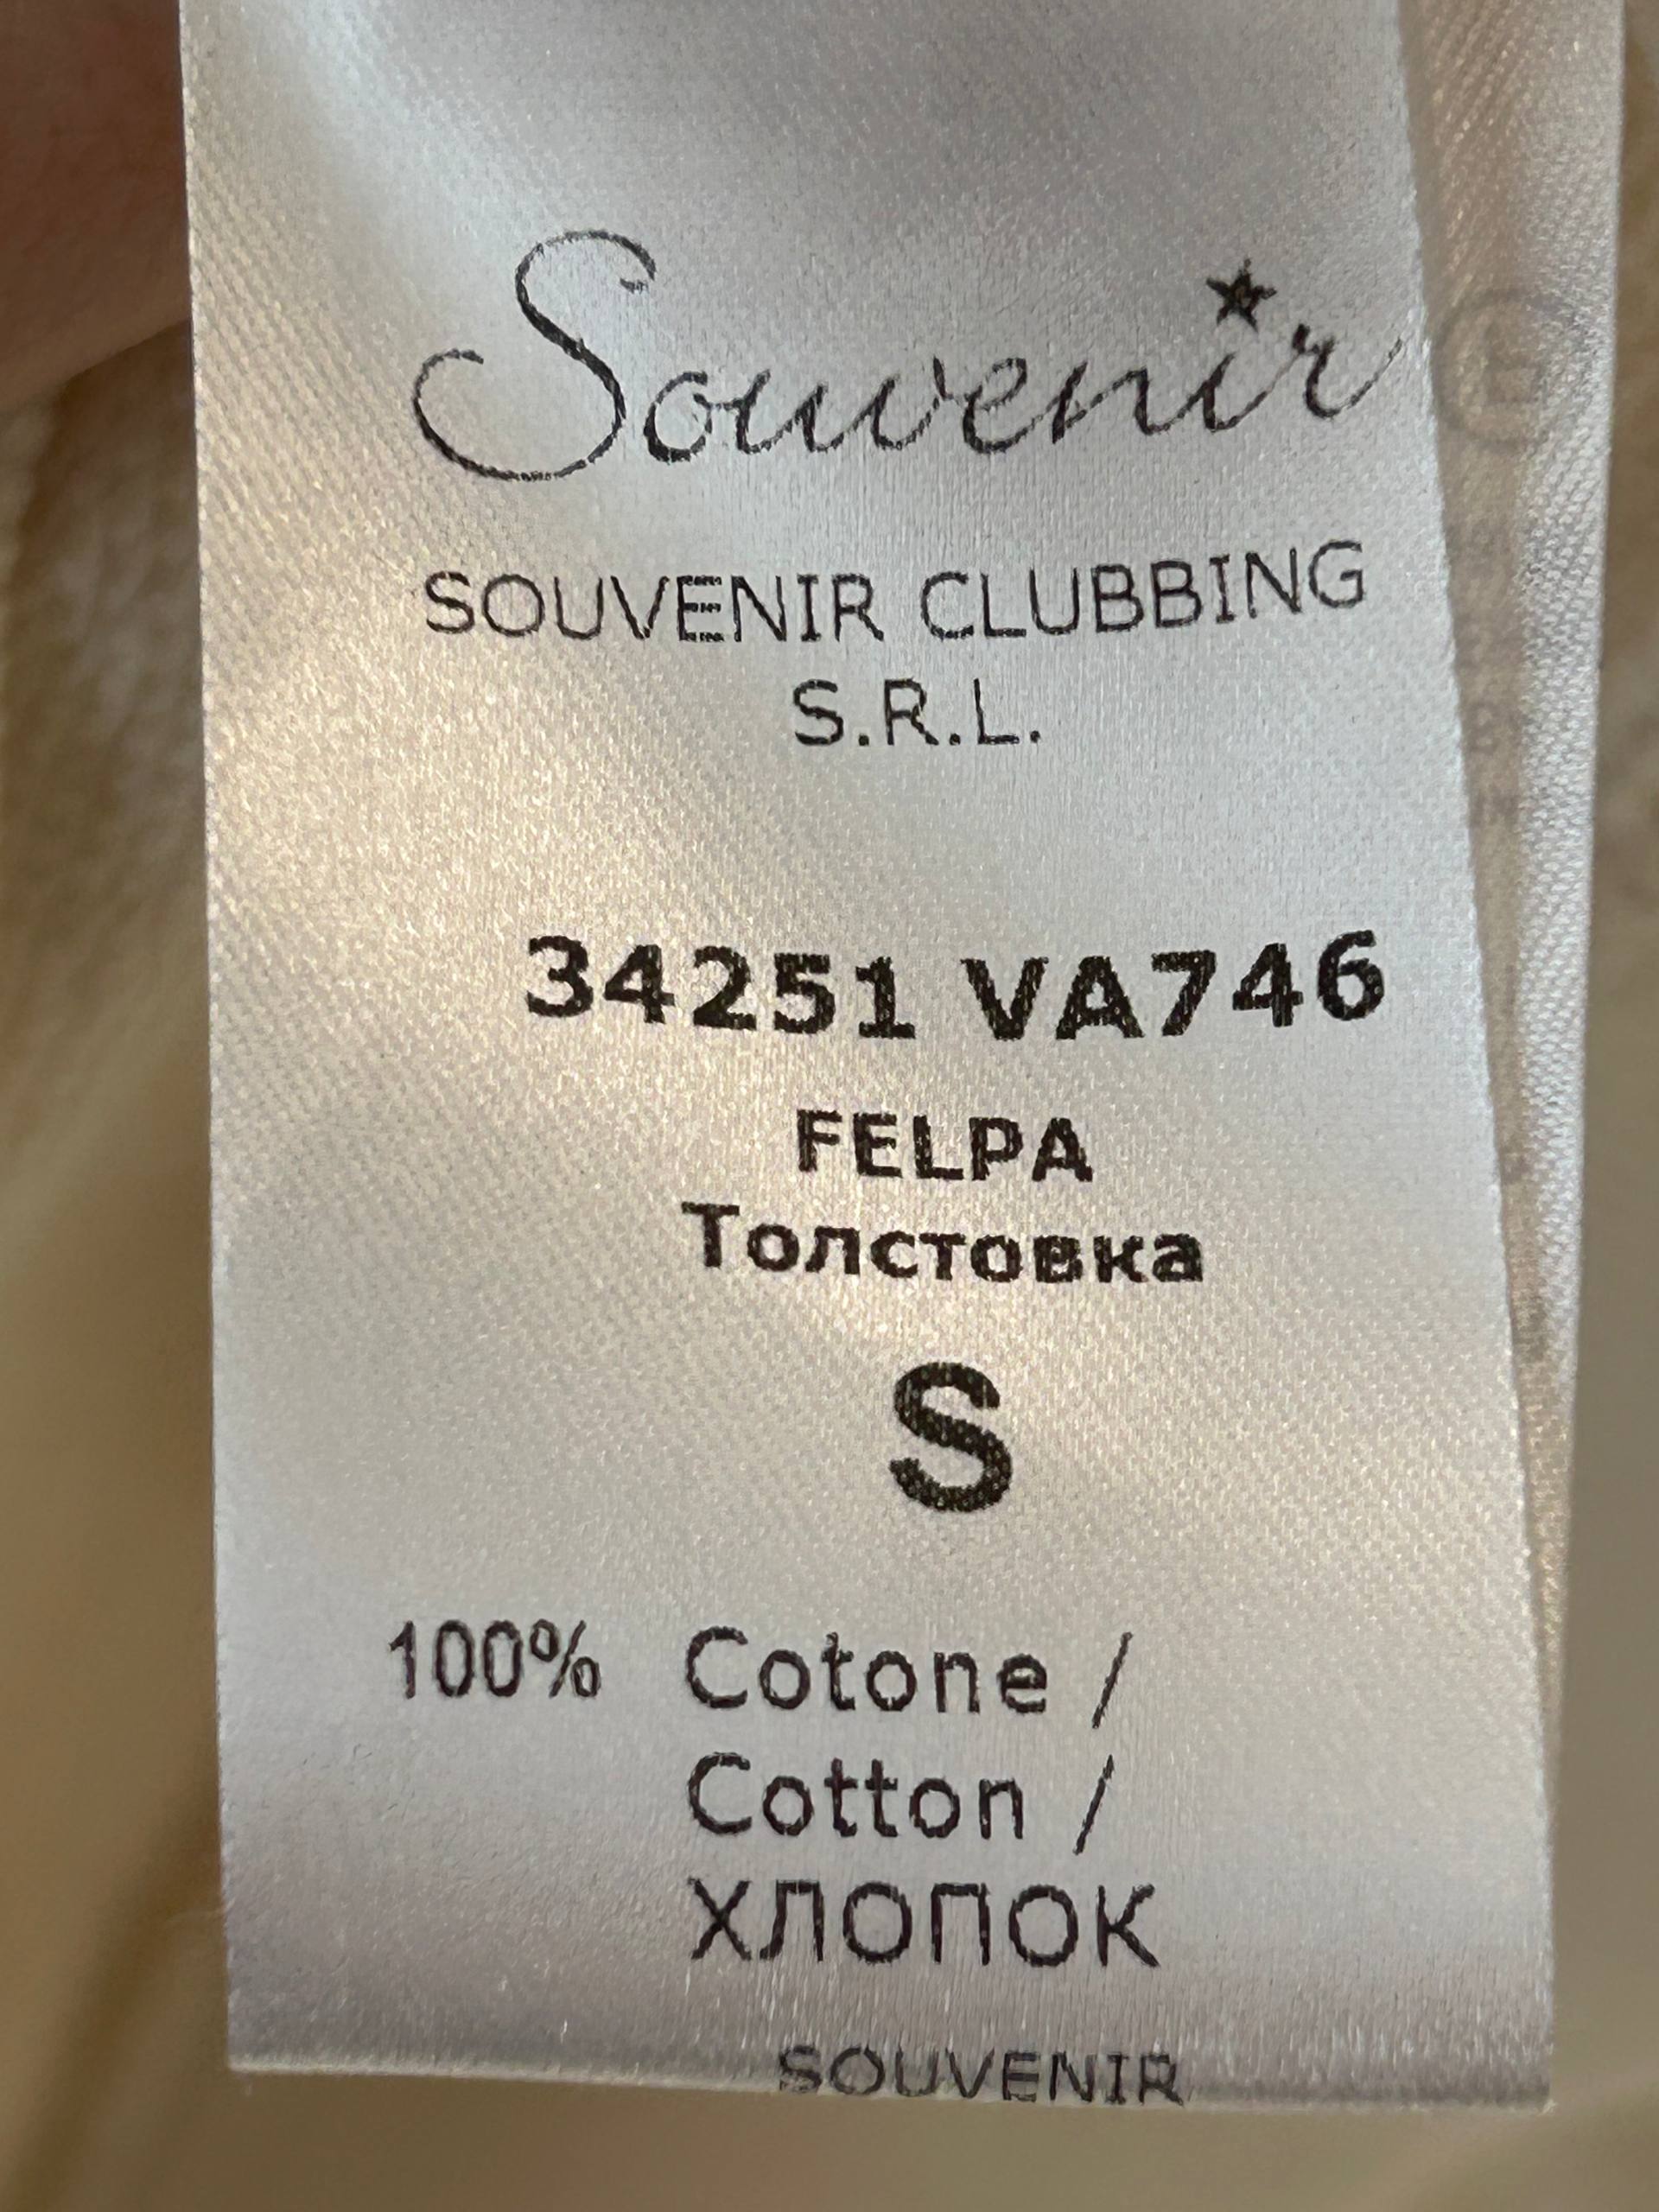 Souvenir
SOUVENIR CLUBBING
S.R.L.
34251 VA746
FELPA
Толстовка
S
100% Cotone /
Cotton /
ХЛОПОК
SOUVENIR